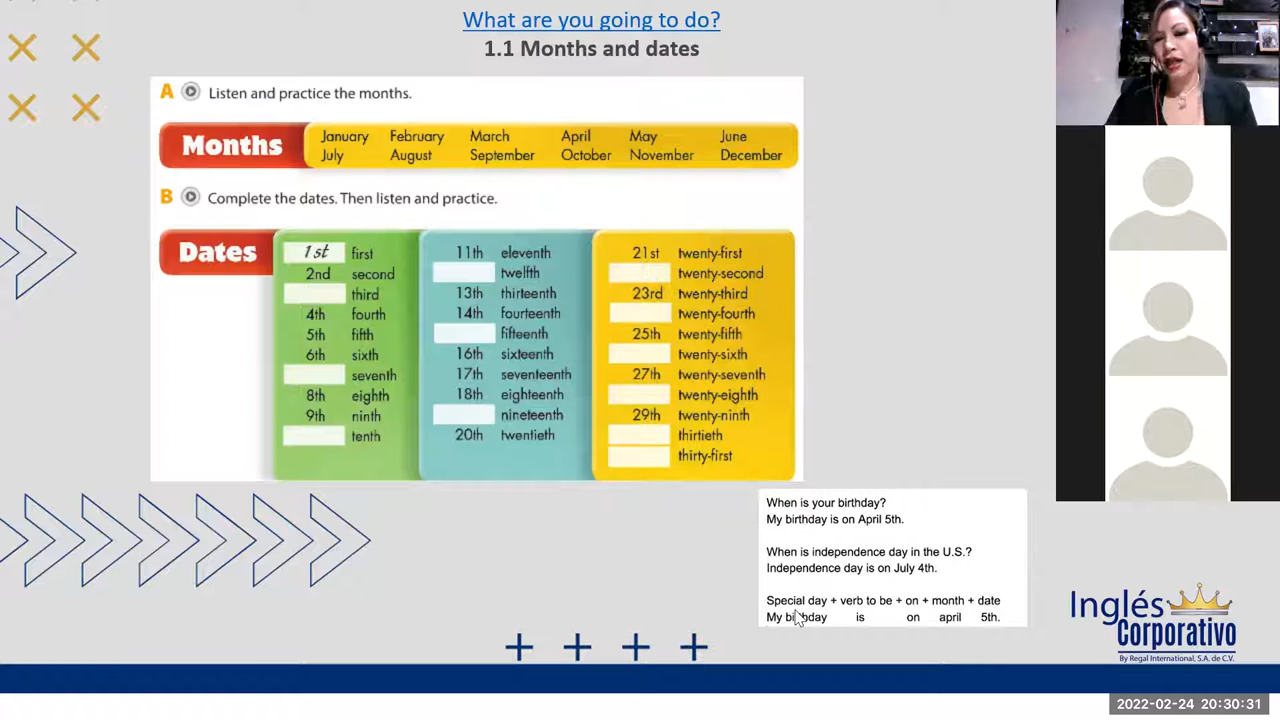 What are you going to do?
1.1 Months and dates
A Listen and practice the months.
Months
January February March April May June
July August September October November December
B Complete the dates. Then listen and practice.
Dates
1st first
2nd second
third
4th fourth
5th fifth
6th sixth
seventh
8th eighth
9th ninth
tenth
11th eleventh
twelfth
13th thirteenth
14th fourteenth
fifteenth
16th sixteenth
17th seventeenth
18th eighteenth
nineteenth
20th twentieth
21st twenty-first
twenty-second
23rd twenty-third
twenty-fourth
25th twenty-fifth
twenty-sixth
27th twenty-seventh
twenty-eighth
29th twenty-ninth
thirtieth
thirty-first
When is your birthday?
My birthday is on April 5th.
When is independence day in the U.S.?
Independence day is on July 4th.
Special day + verb to be + on + month + date
My birthday is on april 5th.
Inglés
Corporativo
By Regal International, S.A. de C.V.
2022-02-24 20:30:31